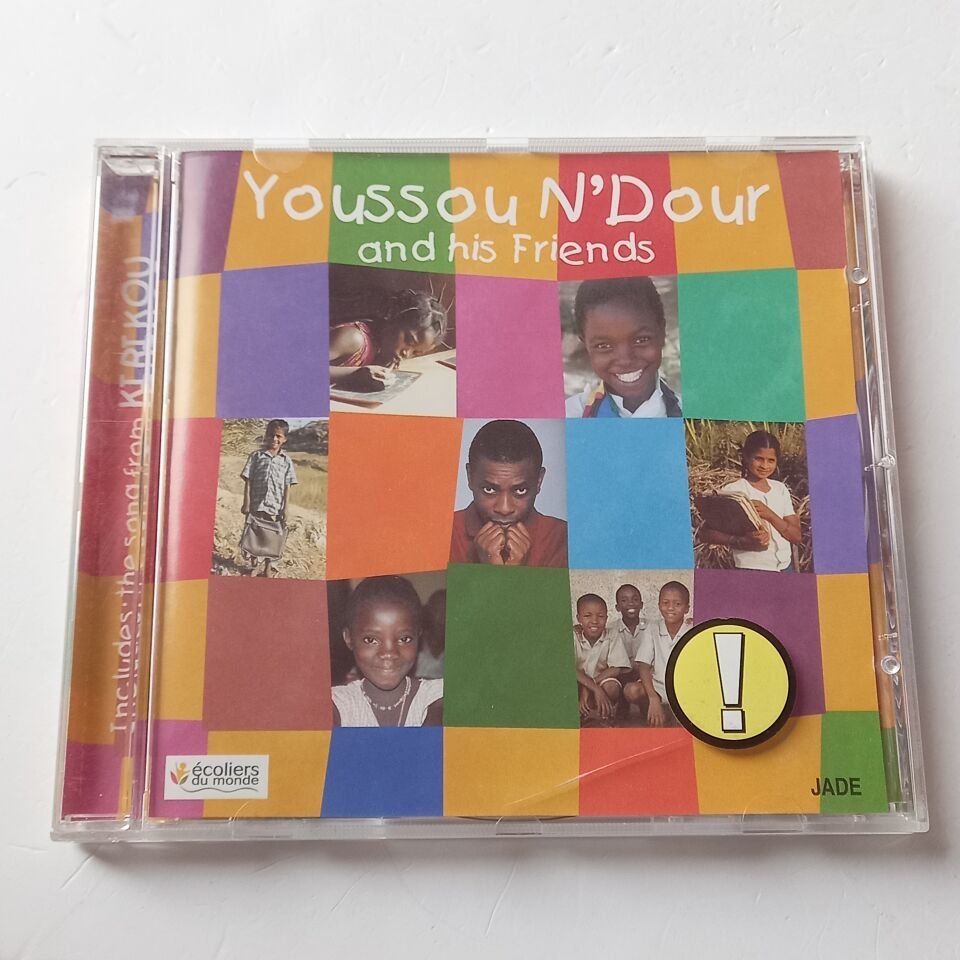 Youssou N'Dour
and his Friends
Includes the song from KIRIKOU
!
écoliers
du monde
JADE